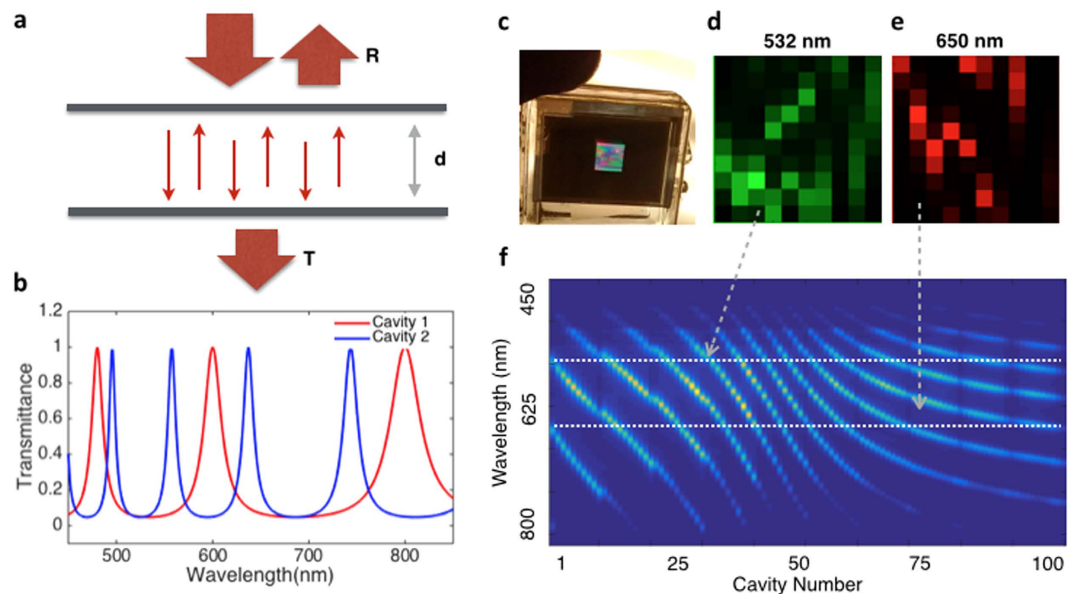 a
R
d
T
b
1.2
1
0.8
0.6
0.4
0.2
0
Transmittance
Cavity 1
Cavity 2
500
600
700
800
Wavelength(nm)
c
d
532 nm
e
650 nm
f
450
625
800
Wavelength (nm)
1
25
50
75
100
Cavity Number